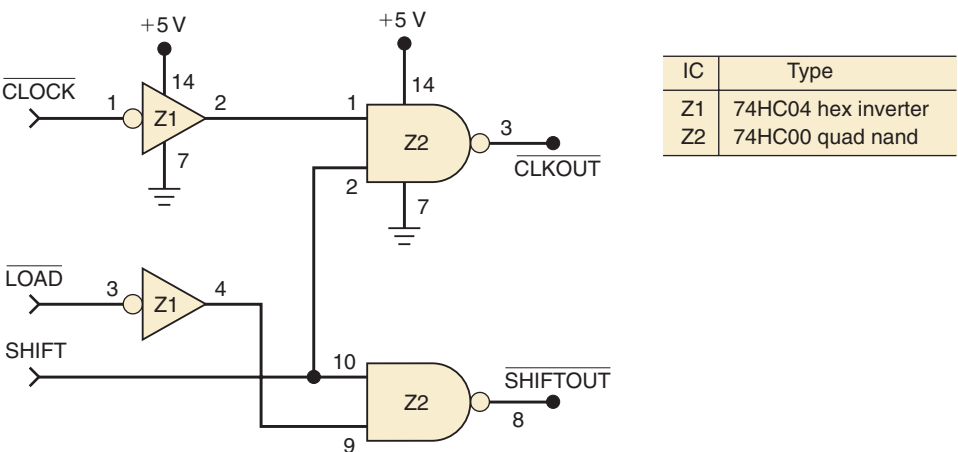 +5 V
+5 V
IC Type
Z1 74HC04 hex inverter
Z2 74HC00 quad nand
CLOCK
1
Z1
14
2
7
1
2
14
Z2
3
CLKOUT
7
LOAD
3
Z1
4
SHIFT
10
9
Z2
SHIFTOUT
8